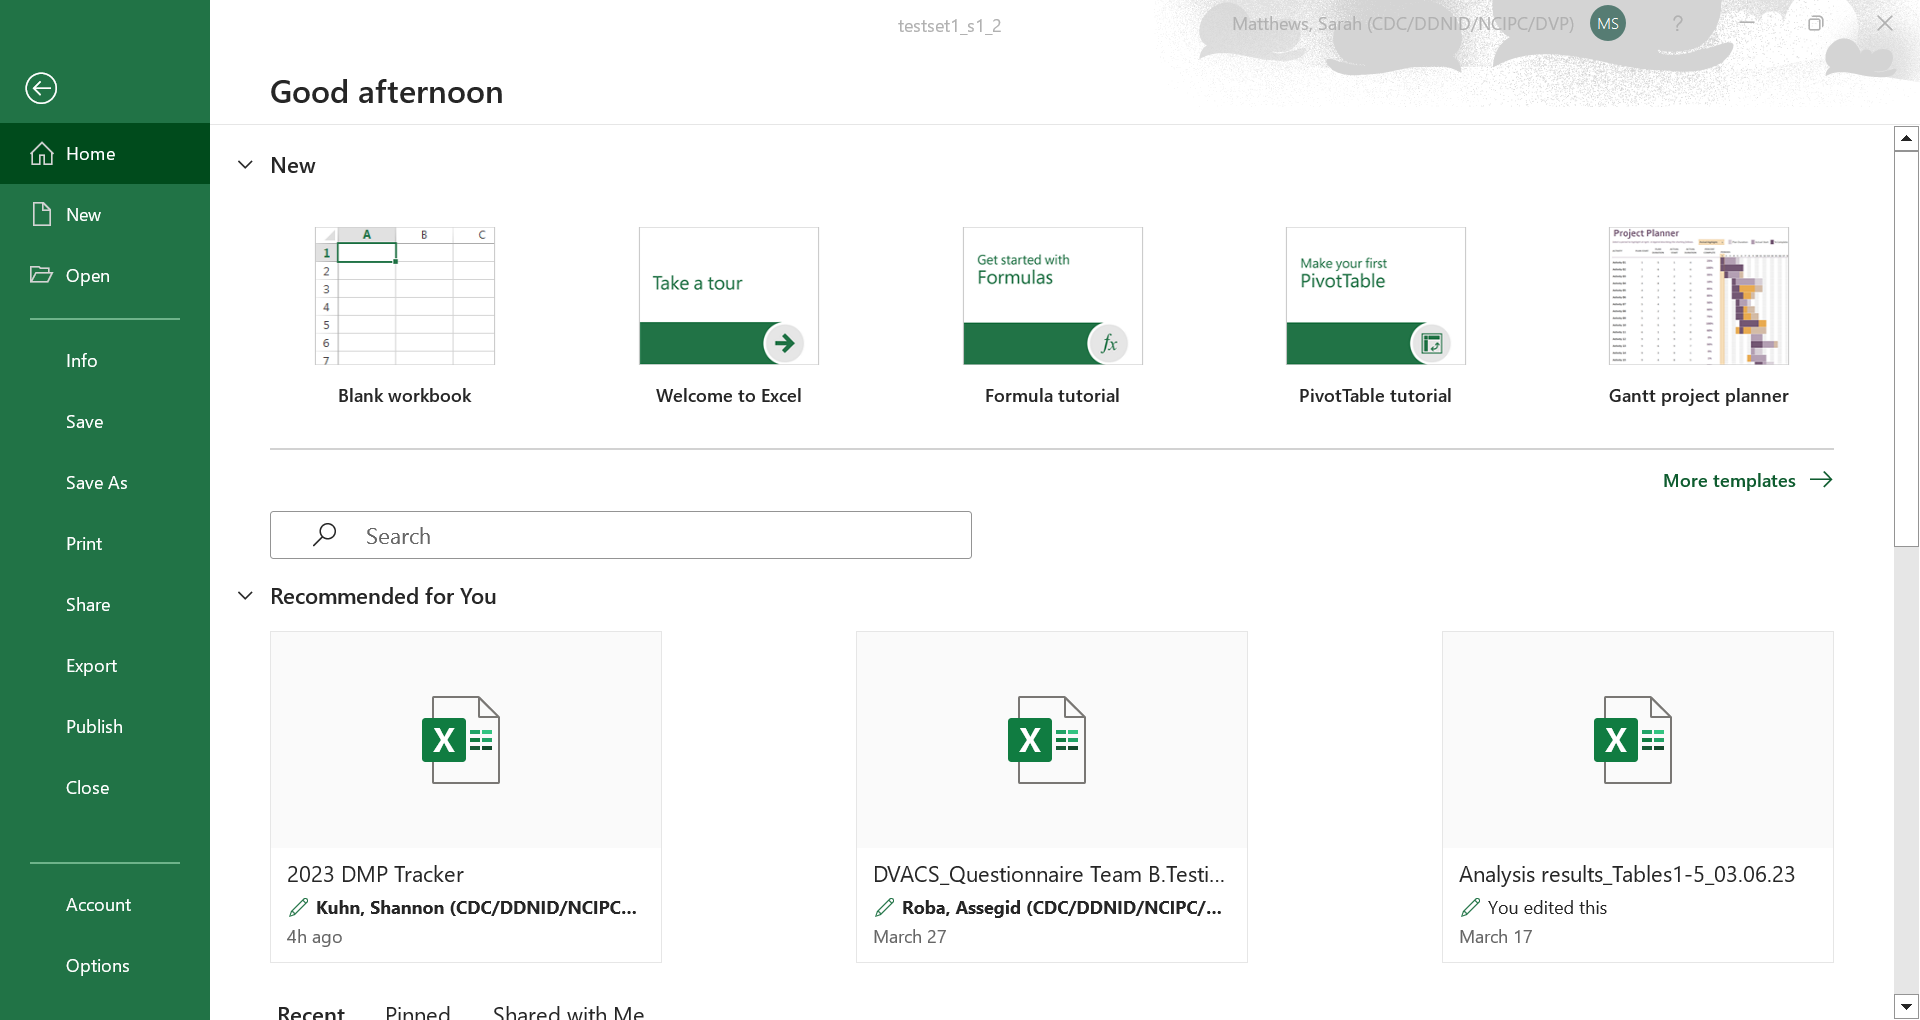 testset1_s1_2
Matthews, Sarah (CDC/DDNID/NCIPC/DVP)
MS
?
Good afternoon
Home
New
Open
Info
Save
Save As
Print
Share
Export
Publish
Close
Account
Options
New
A B C
1
2
3
4
5
6
7
Take a tour
Get started with
Formulas
fx
Make your first
PivotTable
Project Planner
Blank workbook
Welcome to Excel
Formula tutorial
PivotTable tutorial
Gantt project planner
More templates
Search
Recommended for You
X
2023 DMP Tracker
Kuhn, Shannon (CDC/DDNID/NCIPC...
4h ago
X
DVACS_Questionnaire Team B.Testi...
Roba, Assegid (CDC/DDNID/NCIPC/...
March 27
X
Analysis results_Tables1-5_03.06.23
You edited this
March 17
Recent Pinned Shared with Me